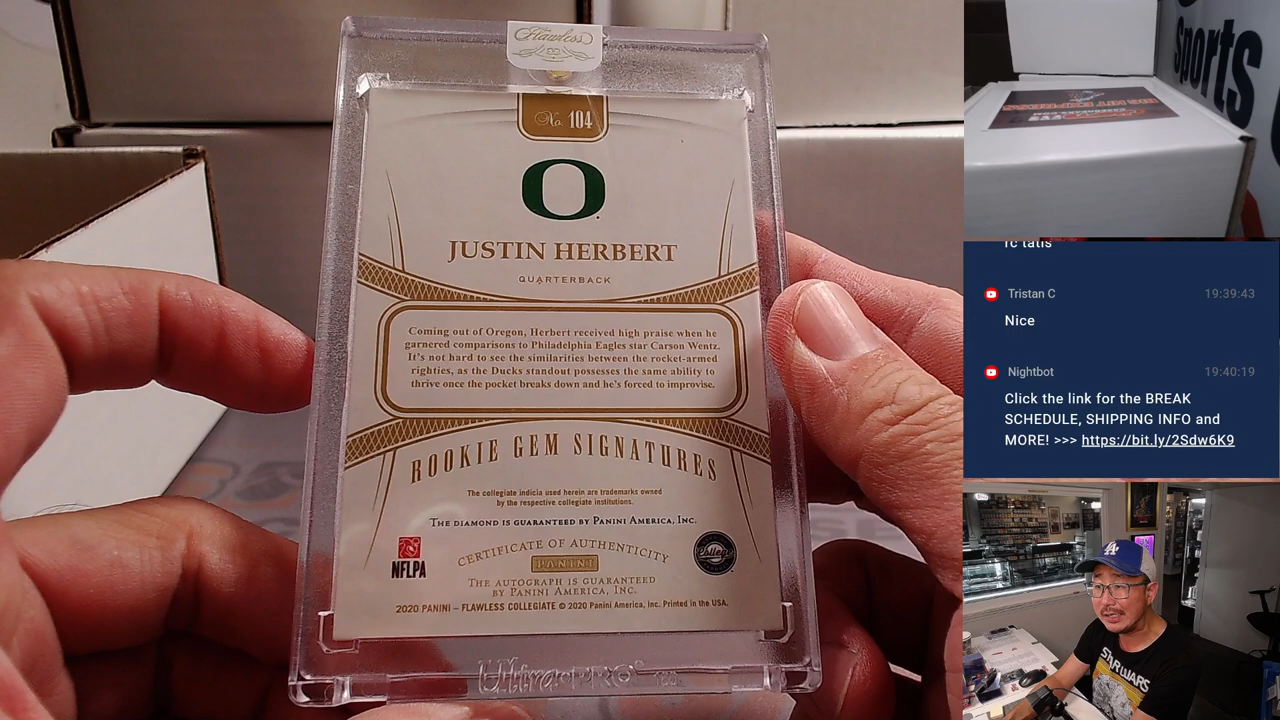 Flawless
No. 104
O
JUSTIN HERBERT
QUARTERBACK
Coming out of Oregon, Herbert received high praise when he
garnered comparisons to Philadelphia Eagles star Carson Wentz.
It's not hard to see the similarities between the rocket-armed
righties, as the Ducks standout possesses the same ability to
thrive once the pocket breaks down and he's forced to improvise.
ROOKIE GEM SIGNATURES
The collegiate indicia used herein are trademarks owned
by the respective collegiate institutions.
THE DIAMOND IS GUARANTEED BY PANINI AMERICA, INC.
CERTIFICATE OF AUTHENTICITY
PANINI
THE AUTOGRAPH IS GUARANTEED
BY PANINI AMERICA, INC.
NFLPA
College
2020 PANINI – FLAWLESS COLLEGIATE © 2020 Panini America, Inc. Printed in the USA.
Ultra PRO
Sports
BIG HIT EXPRESS
rc tatis
Tristan C 19:39:43
Nice
Nightbot 19:40:19
Click the link for the BREAK
SCHEDULE, SHIPPING INFO and
MORE! >>> https://bit.ly/2Sdw6K9
LA
STAR WARS